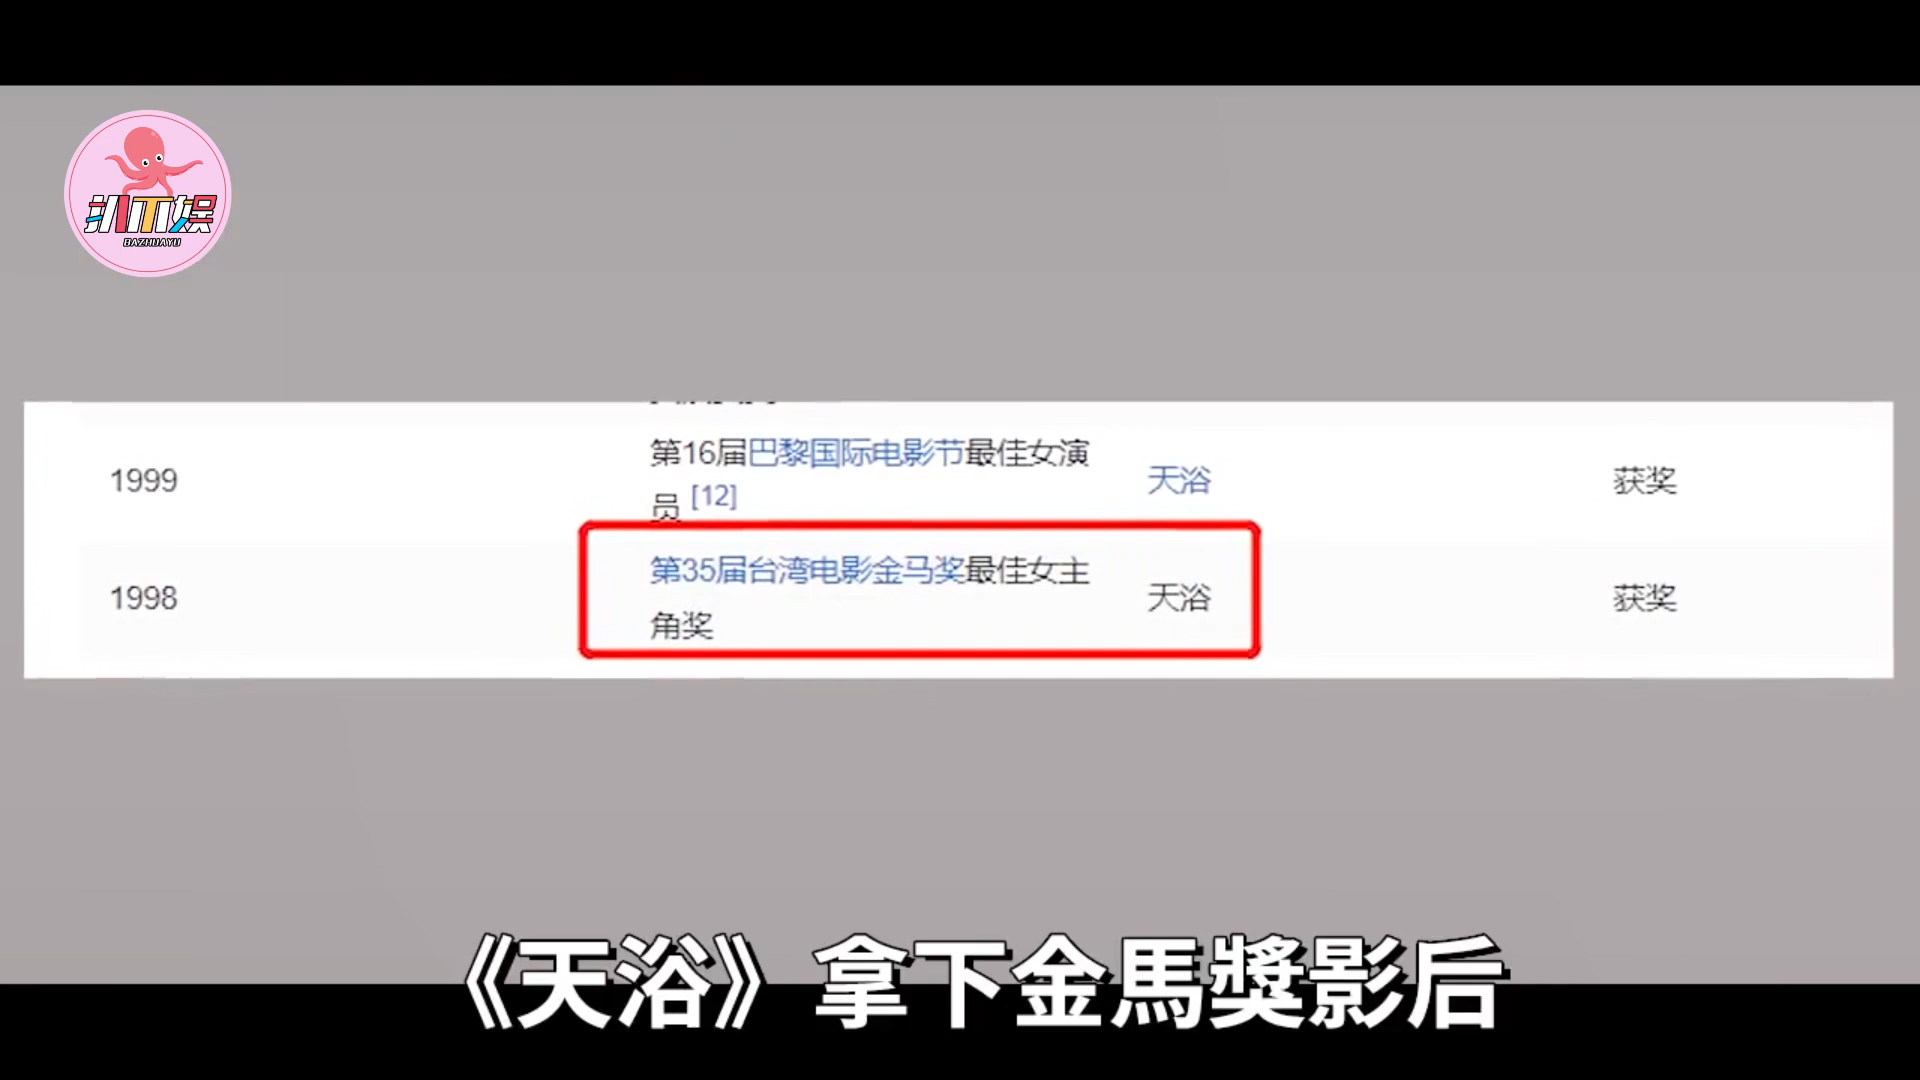 扒爪娱
BAZHUAYU
1999
第16届巴黎国际电影节最佳女演
员 [12]
天浴
获奖
1998
第35届台湾电影金马奖最佳女主
角奖
天浴
获奖
《天浴》拿下金馬獎影后